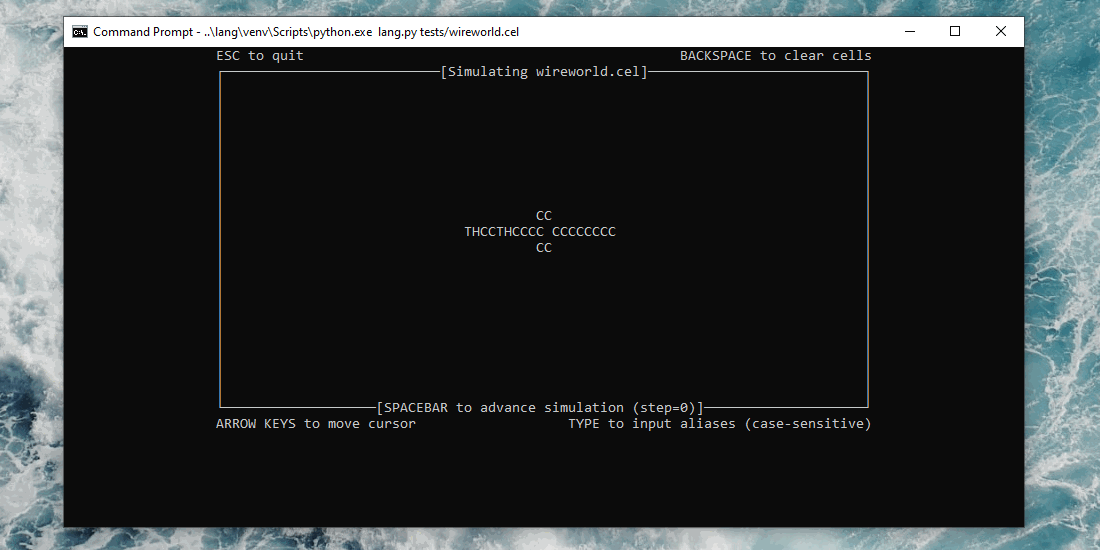 Command Prompt - ..\lang\venv\Scripts\python.exe  lang.py tests/wireworld.cel
ESC to quit BACKSPACE to clear cells
[Simulating wireworld.cel]
CC
THCCTHCCCC CCCCCCCC
CC
[SPACEBAR to advance simulation (step=0)]
ARROW KEYS to move cursor TYPE to input aliases (case-sensitive)